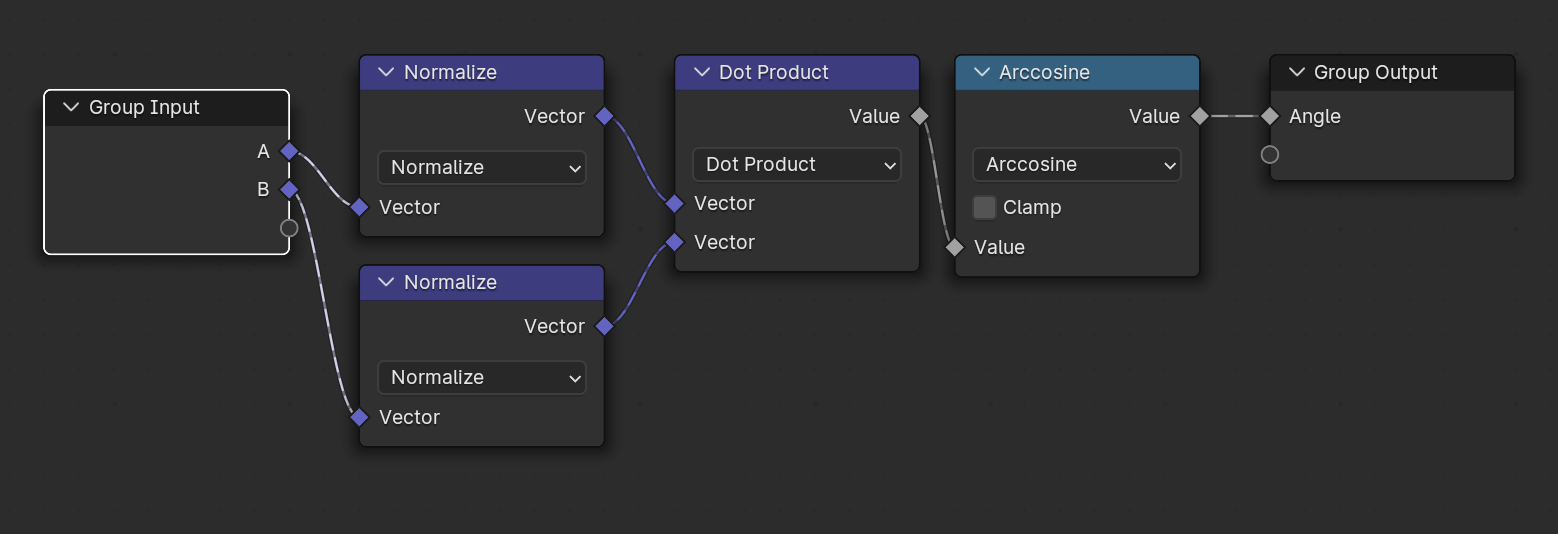 Group Input
A
B
Normalize
Vector
Normalize
Vector
Normalize
Vector
Normalize
Vector
Dot Product
Value
Dot Product
Vector
Vector
Arccosine
Value
Arccosine
Clamp
Value
Group Output
Angle